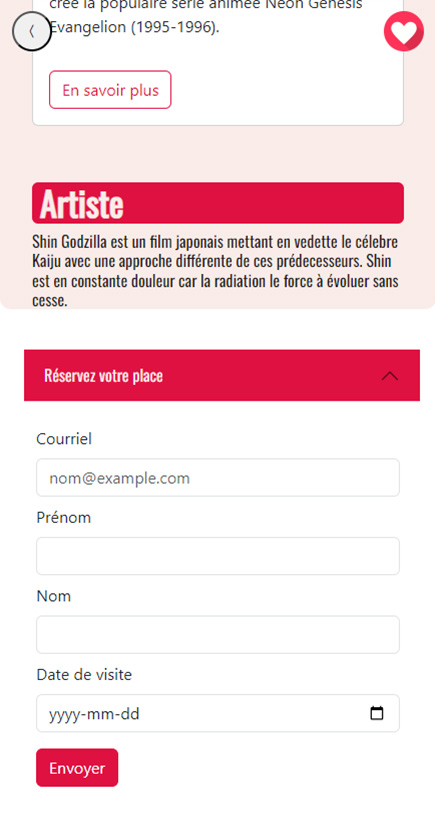 créé la populaire série animée Neon Genesis
Evangelion (1995-1996).
En savoir plus
Artiste
Shin Godzilla est un film japonais mettant en vedette le célebre
Kaiju avec une approche différente de ces prédecesseurs. Shin
est en constante douleur car la radiation le force à évoluer sans
cesse.
Réservez votre place
Courriel
nom@example.com
Prénom
Nom
Date de visite
yyyy-mm-dd
Envoyer